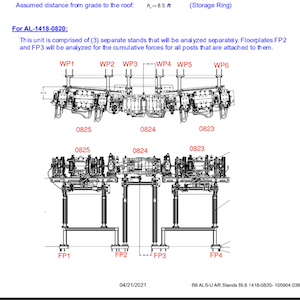 Assumed distance from grade to the roof: hr = 8.5 ft (Storage Ring)
For AL-1418-0820:
This unit is comprised of (3) separate stands that will be analyzed separately. Floorplates FP2
and FP3 will be analyzed for the cumulative forces for all posts that are attached to them.
WP1 WP2 WP3 WP4 WP5 WP6
0825 0824 0823
0825 0824 0823
FP1 FP2 FP3 FP4
04/21/2021 B6 ALS-U AR Stands BL6 1418-0820- 105904.038